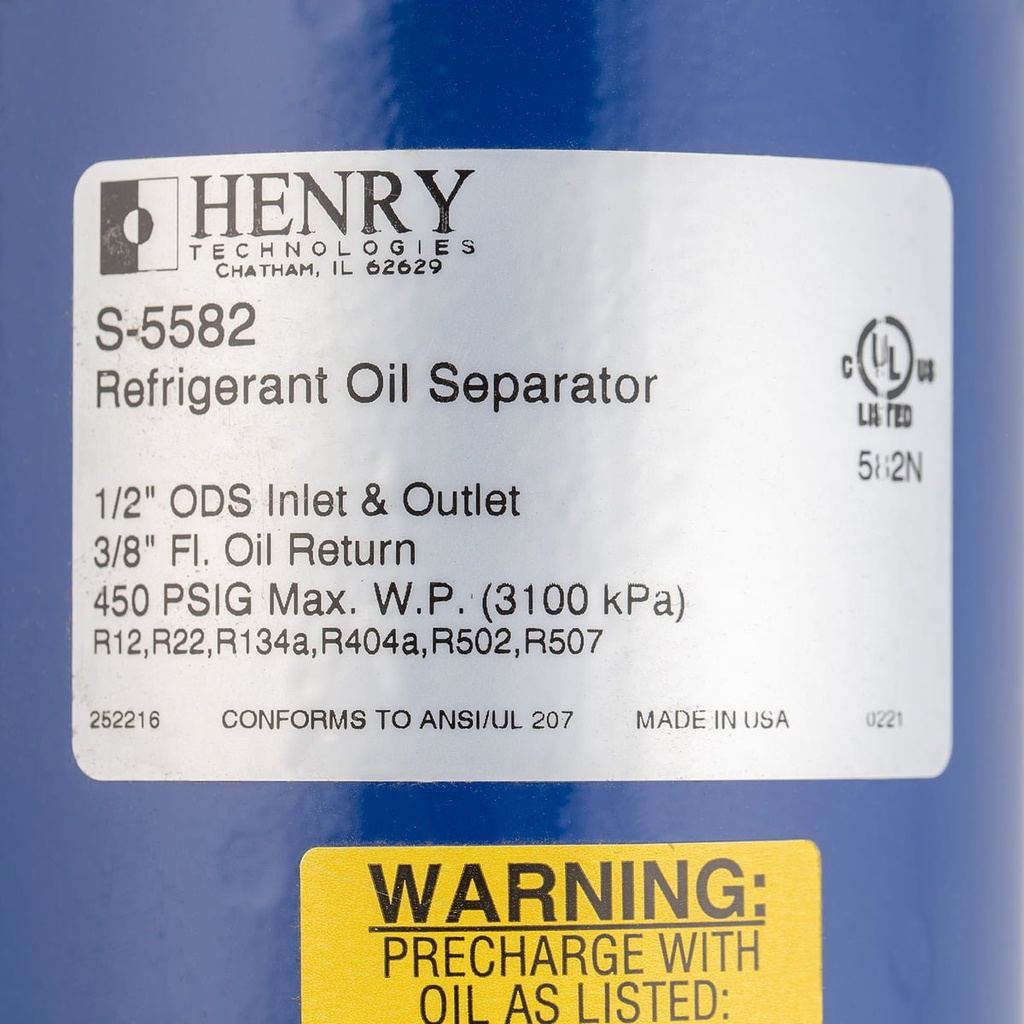 HENRY
TECHNOLOGIES
CHATHAM, IL 62629
S-5582
Refrigerant Oil Separator
C UL US
LISTED
1/2" ODS Inlet & Outlet
3/8" Fl. Oil Return
450 PSIG Max. W.P. (3100 kPa)
R12,R22,R134a,R404a,R502,R507
252216 CONFORMS TO ANSI/UL 207 MADE IN USA 0221
WARNING:
PRECHARGE WITH
OIL AS LISTED: